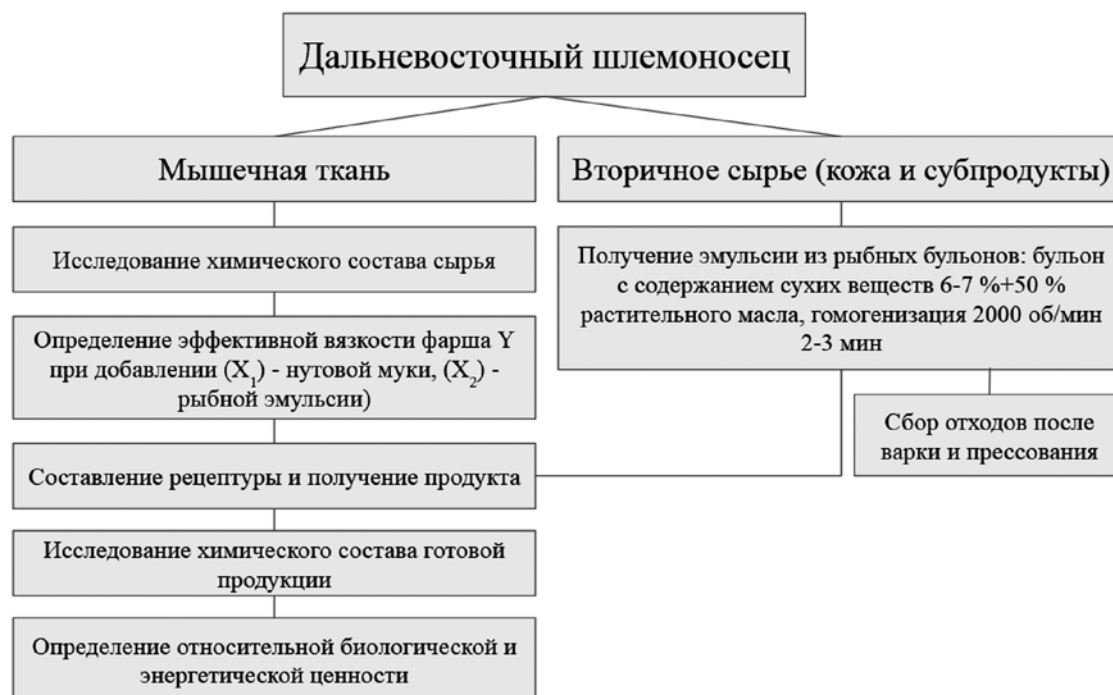 Дальневосточный шлемоносец
Мышечная ткань
Вторичное сырье (кожа и субпродукты)
Исследование химического состава сырья
Получение эмульсии из рыбных бульонов: бульон
с содержанием сухих веществ 6-7 %+50 %
растительного масла, гомогенизация 2000 об/мин
2-3 мин
Определение эффективной вязкости фарша Y
при добавлении (X₁) - нутовой муки, (X₂) -
рыбной эмульсии)
Сбор отходов после
варки и прессования
Составление рецептуры и получение продукта
Исследование химического состава готовой
продукции
Определение относительной биологической и
энергетической ценности